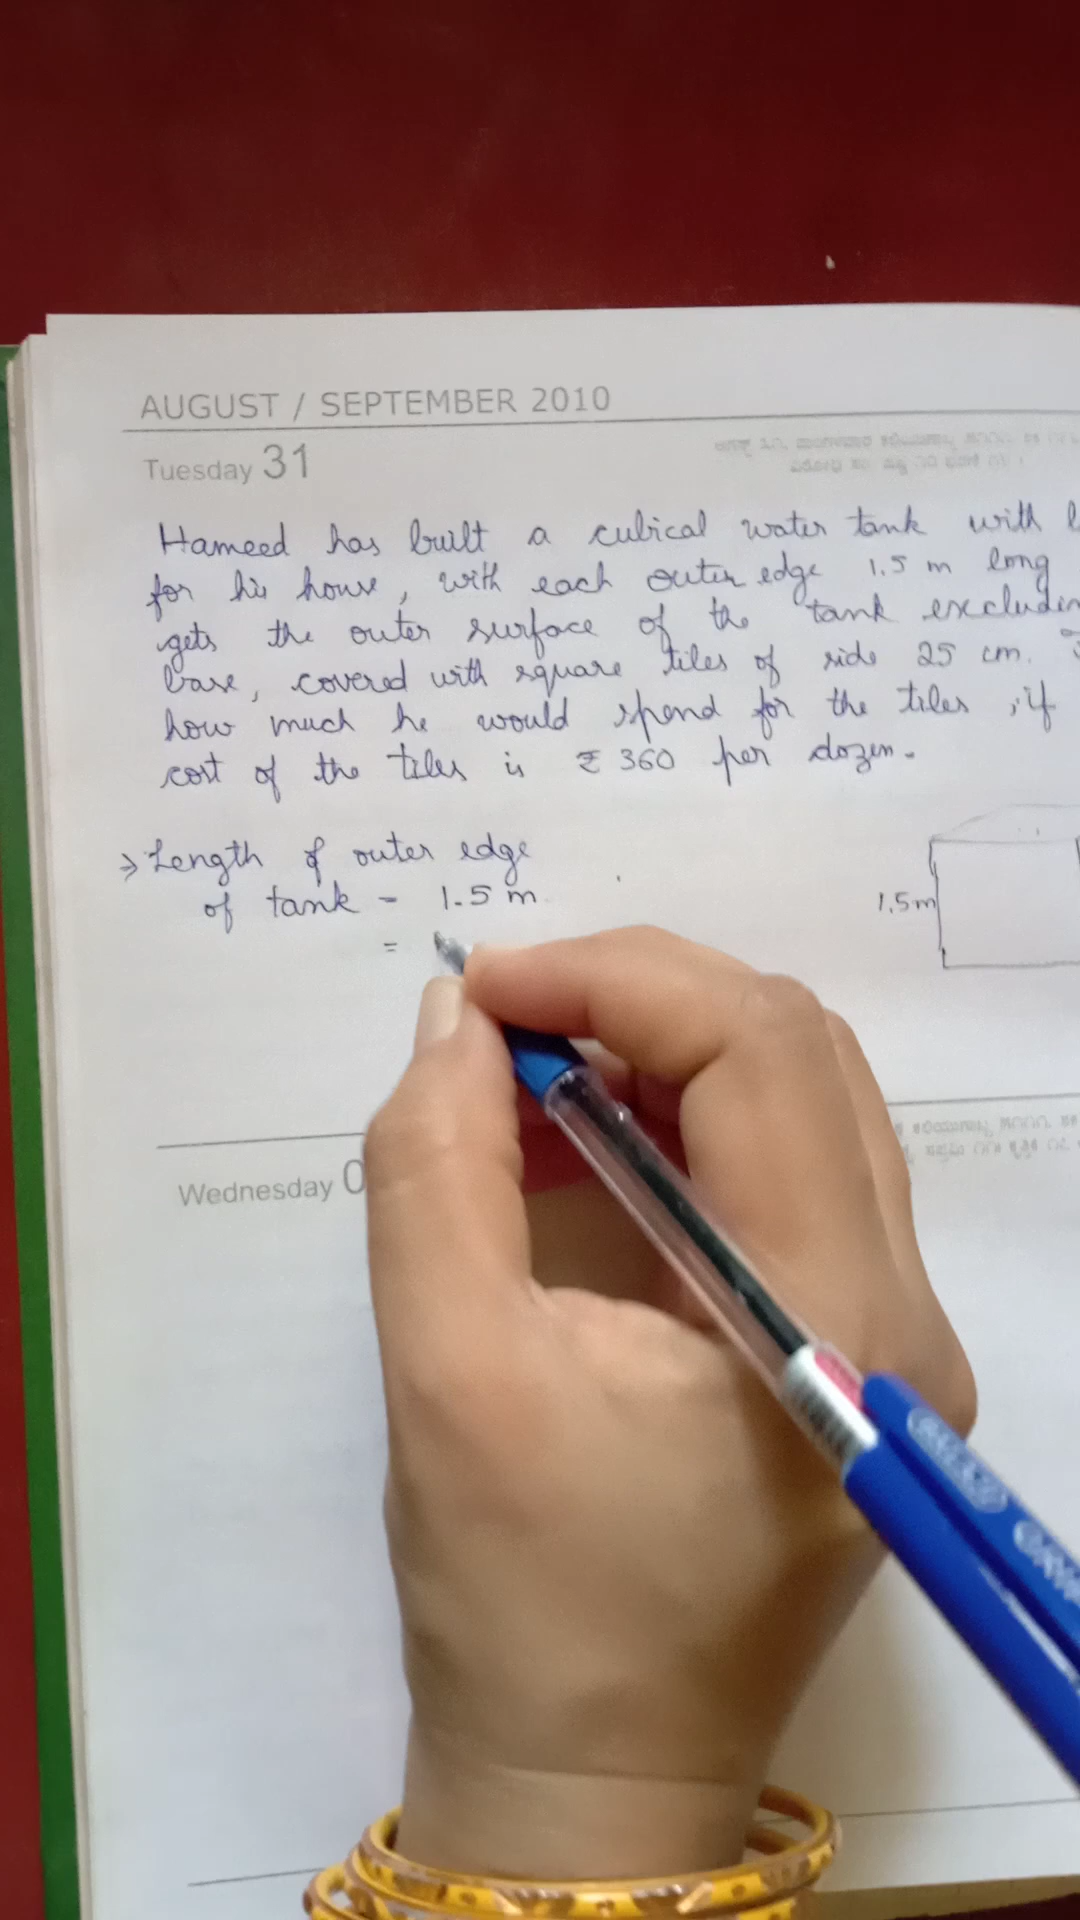 AUGUST / SEPTEMBER 2010
Tuesday 31
Hameed has built a cubical water tank with
for his house, with each outer edge 1.5 m long
gets the outer surface of the tank excluding
base, covered with square tiles of side 25 cm.
how much he would spend for the tiles, if
cost of the tiles is ₹ 360 per dozen.
→ Length of outer edge
of tank = 1.5 m
=
1.5m
Wednesday 0